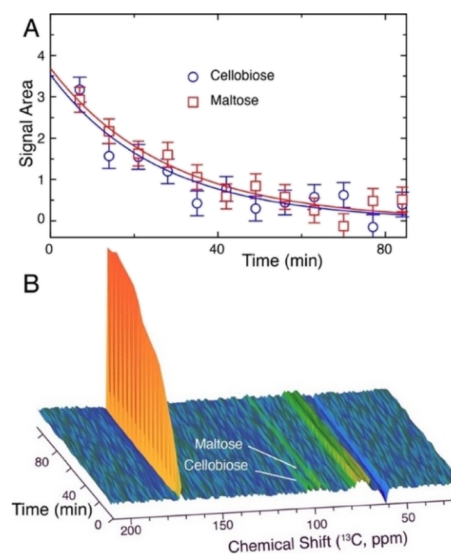 A
4
3
2
1
0
Signal Area
Cellobiose
Maltose
0 40 80
Time (min)
B
Maltose
Cellobiose
80
40
0
Time (min)
200 150 100 50
Chemical Shift (¹³C, ppm)